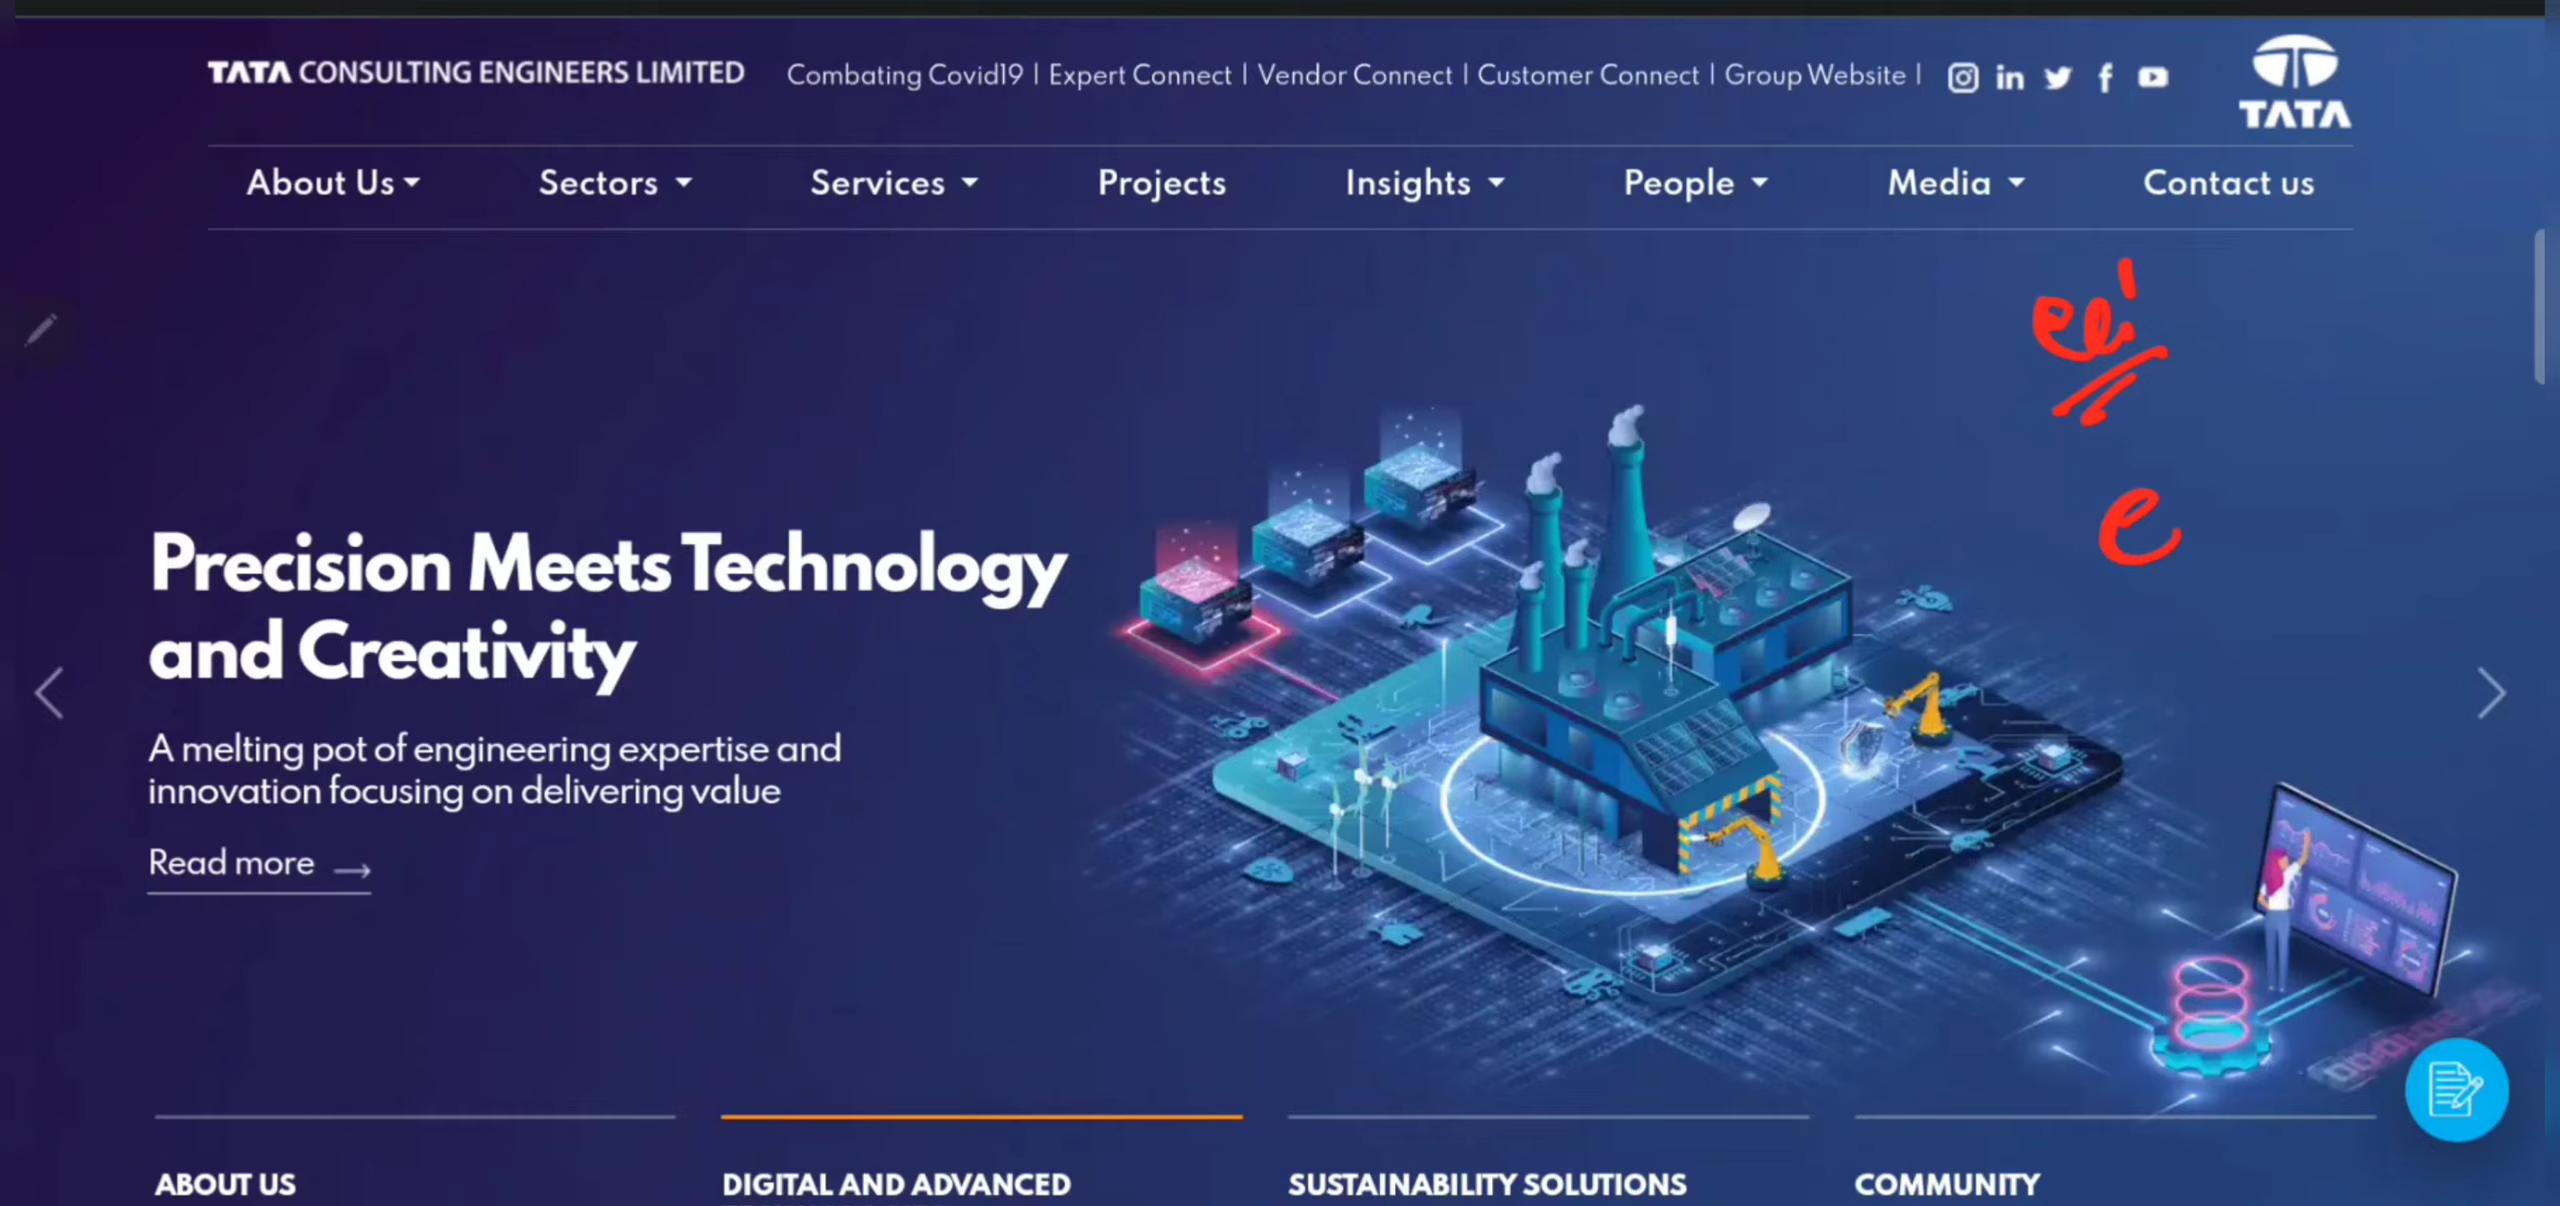 TATA CONSULTING ENGINEERS LIMITED Combating Covid19 | Expert Connect | Vendor Connect | Customer Connect | Group Website |
TATA
About Us Sectors Services Projects Insights People Media Contact us
e
Precision Meets Technology
and Creativity
A melting pot of engineering expertise and
innovation focusing on delivering value
Read more →
ABOUT US DIGITAL AND ADVANCED SUSTAINABILITY SOLUTIONS COMMUNITY